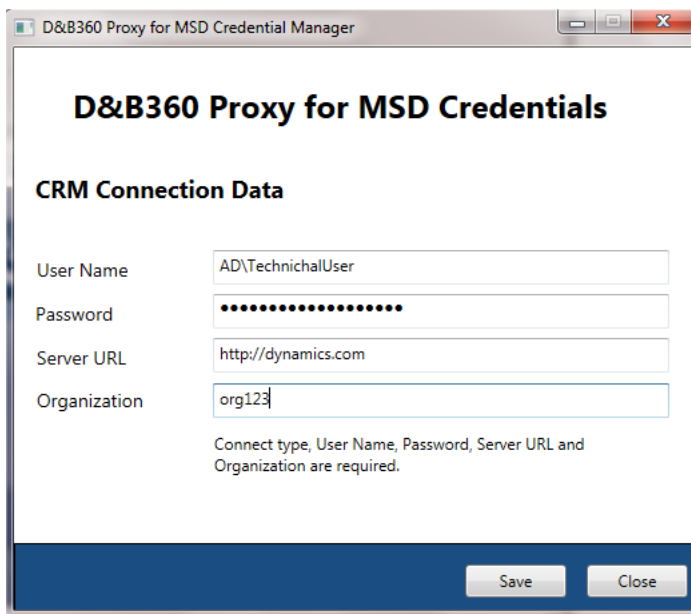 D&B360 Proxy for MSD Credential Manager
D&B360 Proxy for MSD Credentials
CRM Connection Data
User Name AD\TechnichalUser
Password ●●●●●●●●●●●●●●●●●●●
Server URL http://dynamics.com
Organization org123
Connect type, User Name, Password, Server URL and
Organization are required.
Save Close